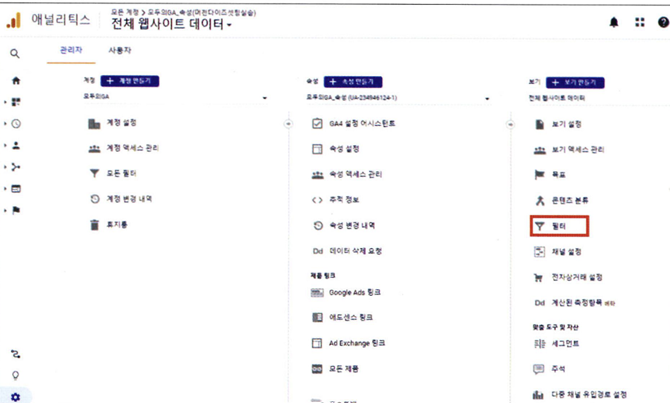 애널리틱스
모든 계정 > 모두의GA_속성(머천다이즈셋팅실습)
전체 웹사이트 데이터
관리자 사용자
계정 + 계정 만들기
모두의GA
계정 설정
계정 액세스 관리
모든 필터
계정 변경 내역
휴지통
속성 + 속성 만들기
모두의GA_속성 (UA-234946124-1)
GA4 설정 어시스턴트
속성 설정
속성 액세스 관리
추적 정보
속성 변경 내역
Dd 데이터 삭제 요청
제품 링크
Google Ads 링크
애드센스 링크
Ad Exchange 링크
모든 제품
보기 + 보기 만들기
전체 웹사이트 데이터
보기 설정
보기 액세스 관리
목표
콘텐츠 분류
필터
채널 설정
전자상거래 설정
Dd 계산된 측정항목 베타
맞춤 도구 및 자산
세그먼트
주석
다중 채널 유입경로 설정